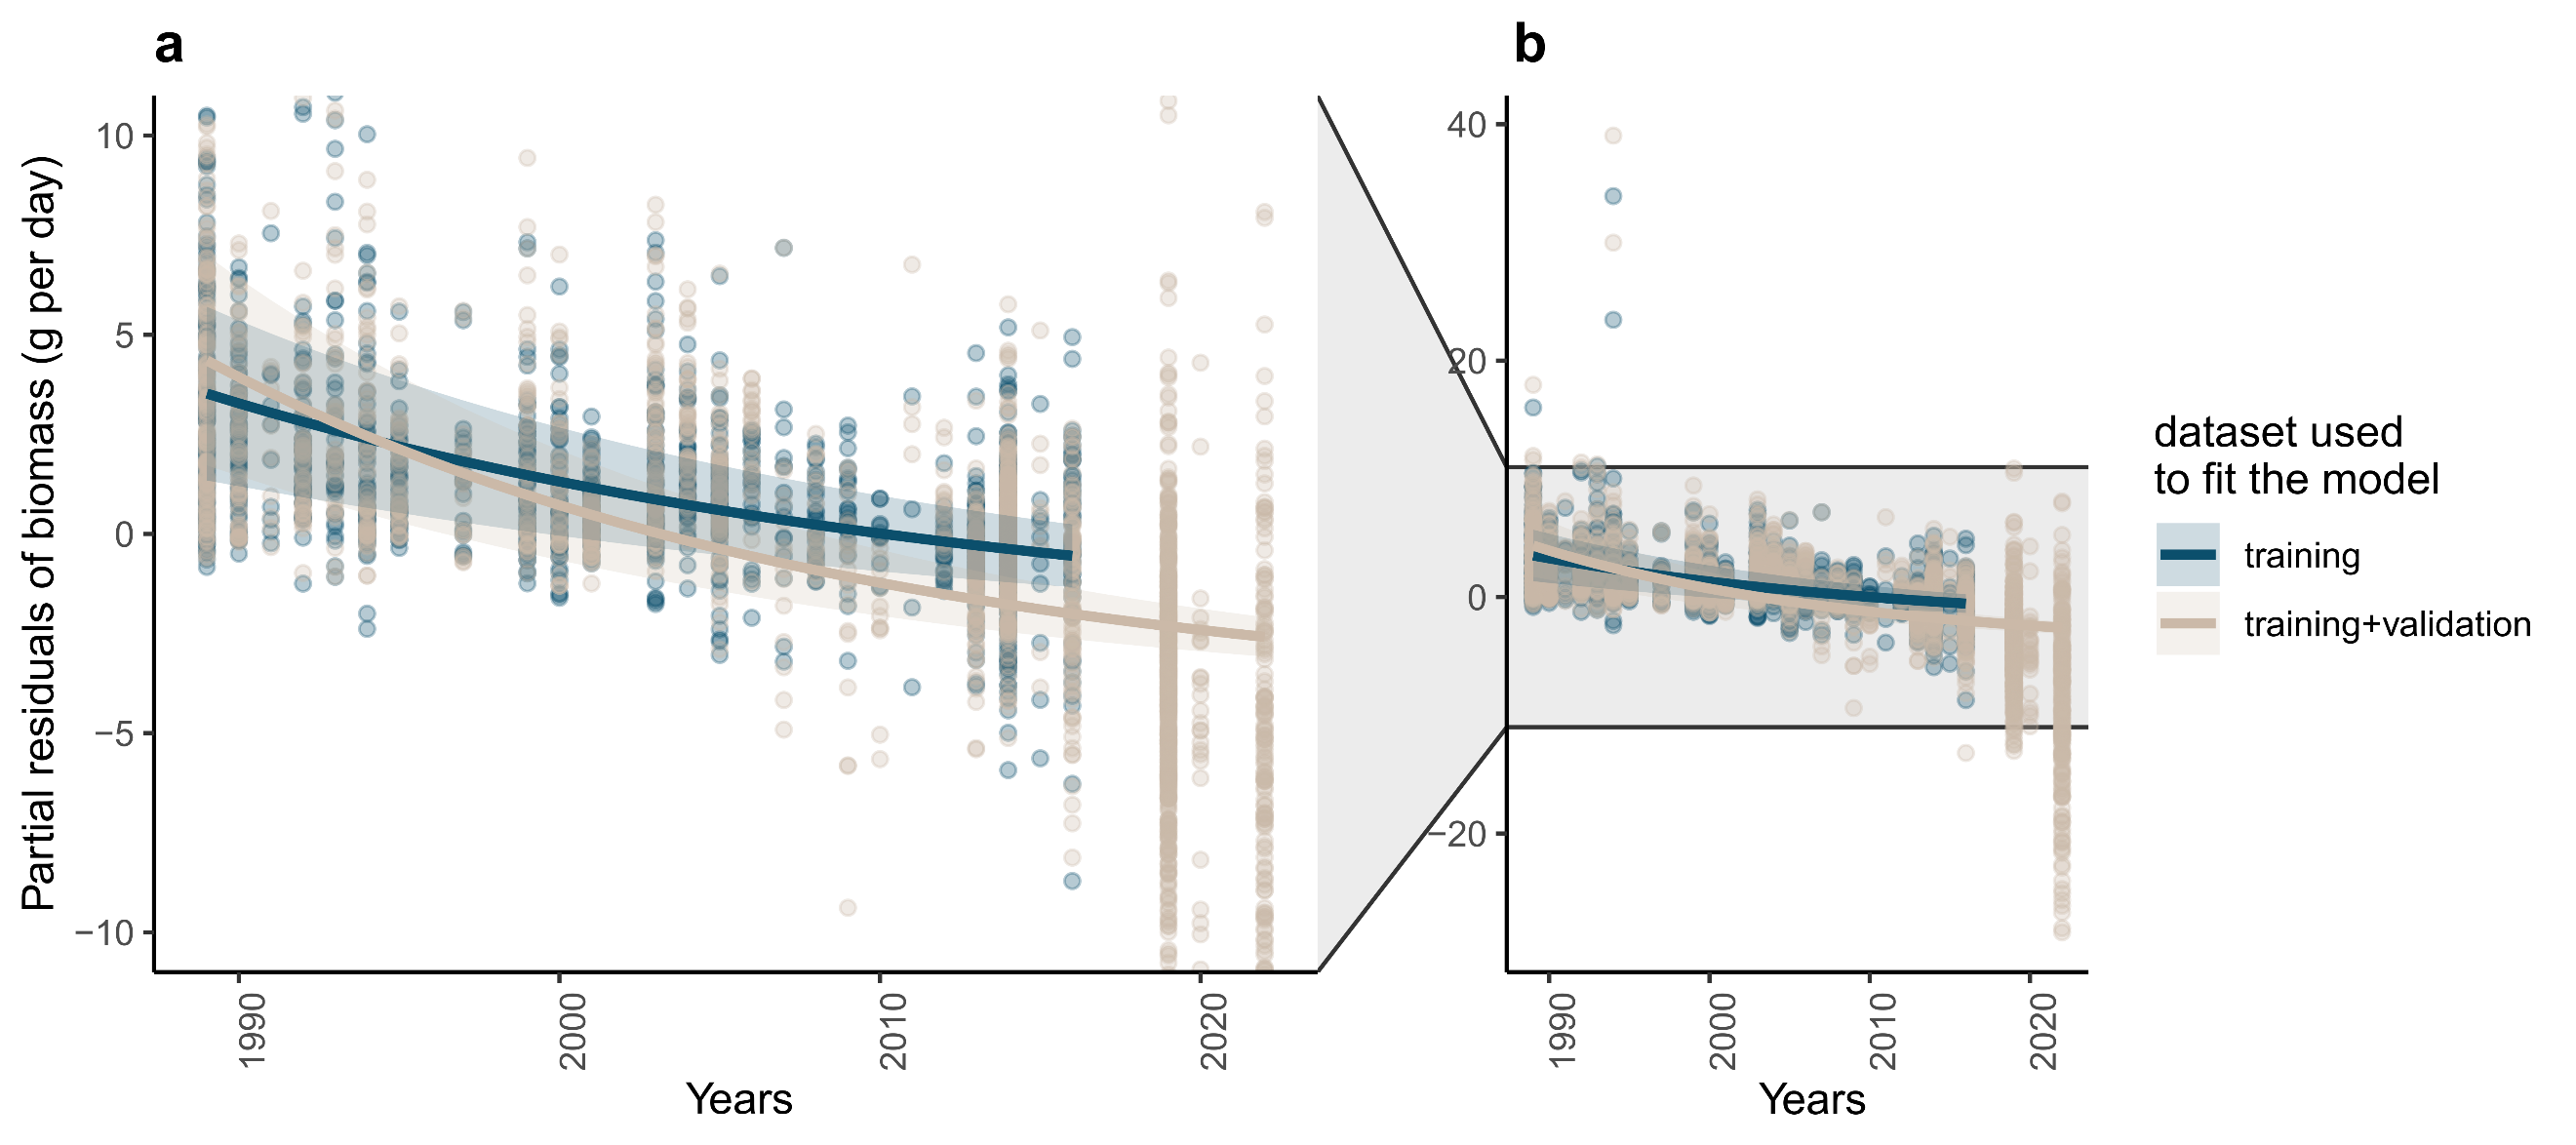 a
b
Partial residuals of biomass (g per day)
10
5
0
−5
−10
1990
2000
2010
2020
Years
40
20
0
−20
1990
2000
2010
2020
Years
dataset used
to fit the model
training
training+validation